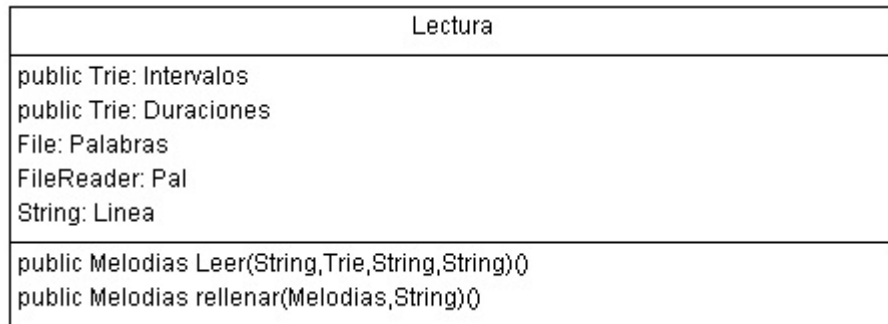 Lectura
public Trie: Intervalos
public Trie: Duraciones
File: Palabras
FileReader: Pal
String: Linea
public Melodias Leer(String,Trie,String,String)()
public Melodias rellenar(Melodias,String)()